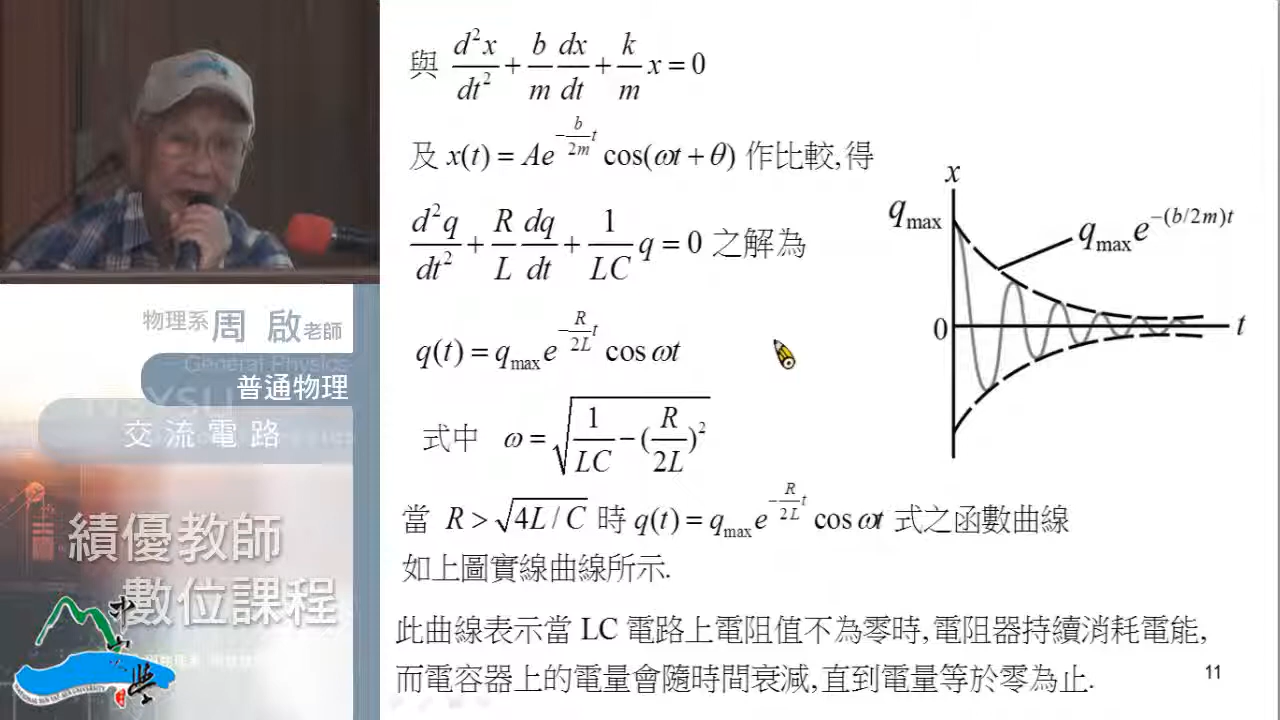 與 d²x/dt² + b/m dx/dt + k/m x = 0
及 x(t) = Ae^{-\frac{b}{2m}t} cos(ωt + θ) 作比較,得
d²q/dt² + R/L dq/dt + 1/LC q = 0 之解為
q(t) = q_max e^{-\frac{R}{2L}t} cos ωt
式中 ω = √(1/LC − (R/2L)²)
當 R > √4L / C 時 q(t) = q_max e^{-\frac{R}{2L}t} cos ωt 式之函數曲線
如上圖實線曲線所示.
此曲線表示當 LC 電路上電阻值不為零時,電阻器持續消耗電能,
而電容器上的電量會隨時間衰減,直到電量等於零為止.
11
x
q_max
q_max e^{-(b/2m)t}
0
t
物理系 周 啟 老師
General Physics
普通物理
NSYSU
交流電路
績優教師
數位課程